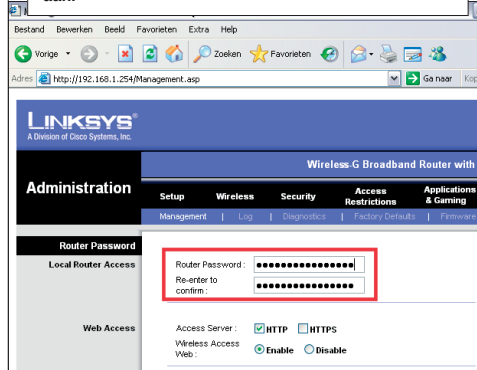 Bestand Bewerken Beeld Favorieten Extra Help
Vorige Zoeken Favorieten
Adres http://192.168.1.254/Management.asp Ga naar
LINKSYS®
A Division of Cisco Systems, Inc.
Wireless-G Broadband Router with
Administration
Setup Wireless Security Access Restrictions Applications & Gaming
Management | Log | Diagnostics | Factory Defaults | Firmware
Router Password
Local Router Access
Router Password :
Re-enter to
confirm :
Web Access
Access Server : HTTP HTTPS
Wireless Access
Web :
Enable Disable